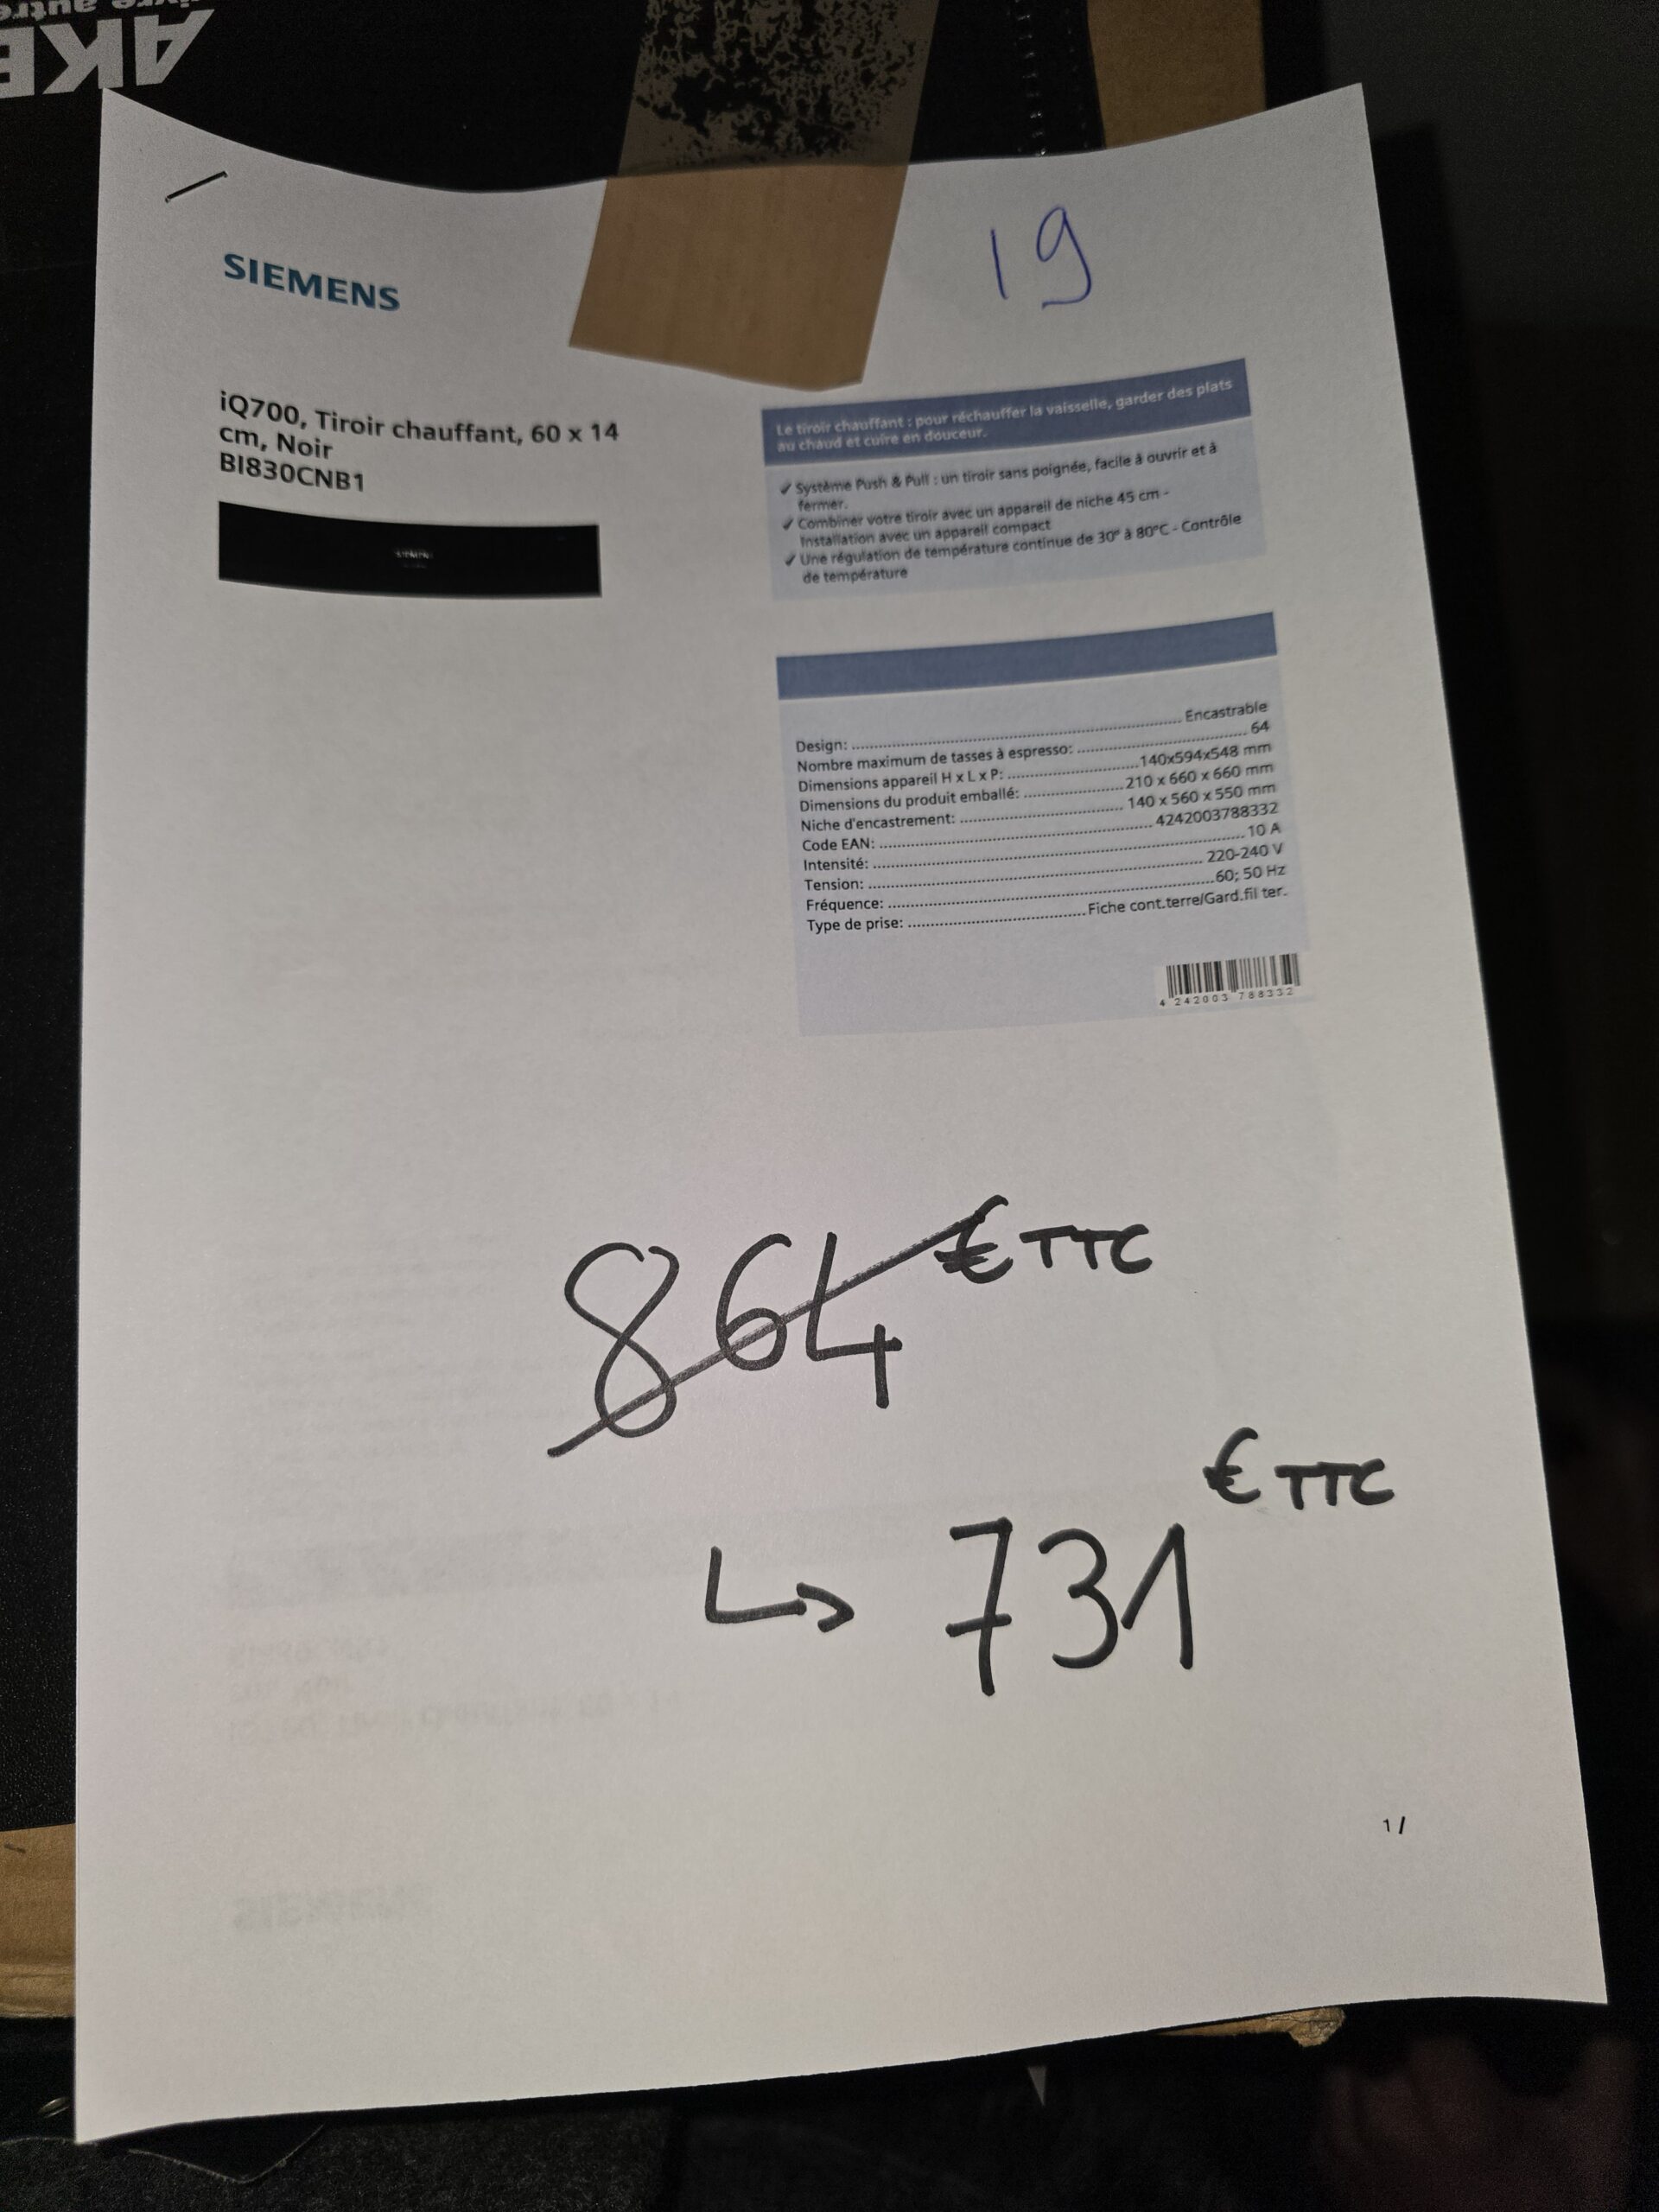 AKE
19
SIEMENS
iQ700, Tiroir chauffant, 60 x 14
cm, Noir
BI830CNB1
SIEMENS
Le tiroir chauffant : pour réchauffer la vaisselle, garder des plats
au chaud et cuire en douceur.
✓ Système Push & Pull : un tiroir sans poignée, facile à ouvrir et à
fermer.
✓ Combiner votre tiroir avec un appareil de niche 45 cm -
Installation avec un appareil compact
✓ Une régulation de température continue de 30° à 80°C - Contrôle
de température
Design: Encastrable
Nombre maximum de tasses à espresso: 64
Dimensions appareil H x L x P: 140x594x548 mm
Dimensions du produit emballé: 210 x 660 x 660 mm
Niche d'encastrement: 140 x 560 x 550 mm
Code EAN: 4242003788332
Intensité: 10 A
Tension: 220-240 V
Fréquence: 60; 50 Hz
Type de prise: Fiche cont.terre/Gard.fil ter.
4 242003 788332
864 € TTC
↳ 731 € TTC
1 /